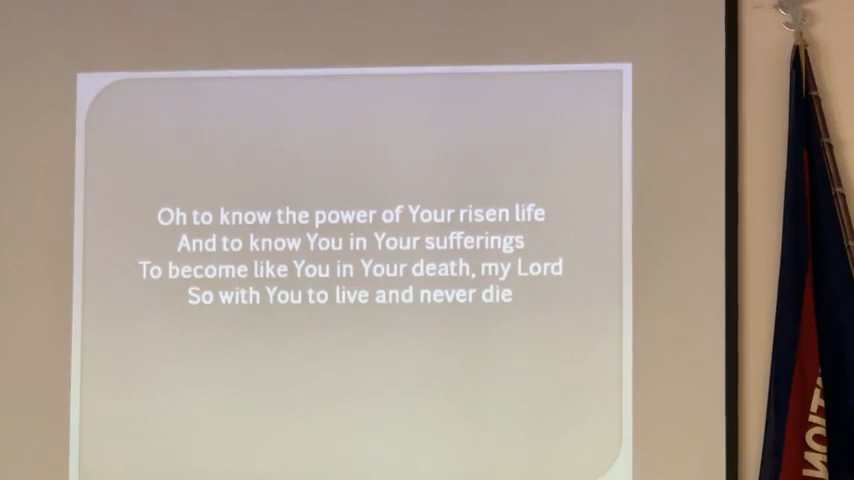 Oh to know the power of Your risen life
And to know You in Your sufferings
To become like You in Your death, my Lord
So with You to live and never die